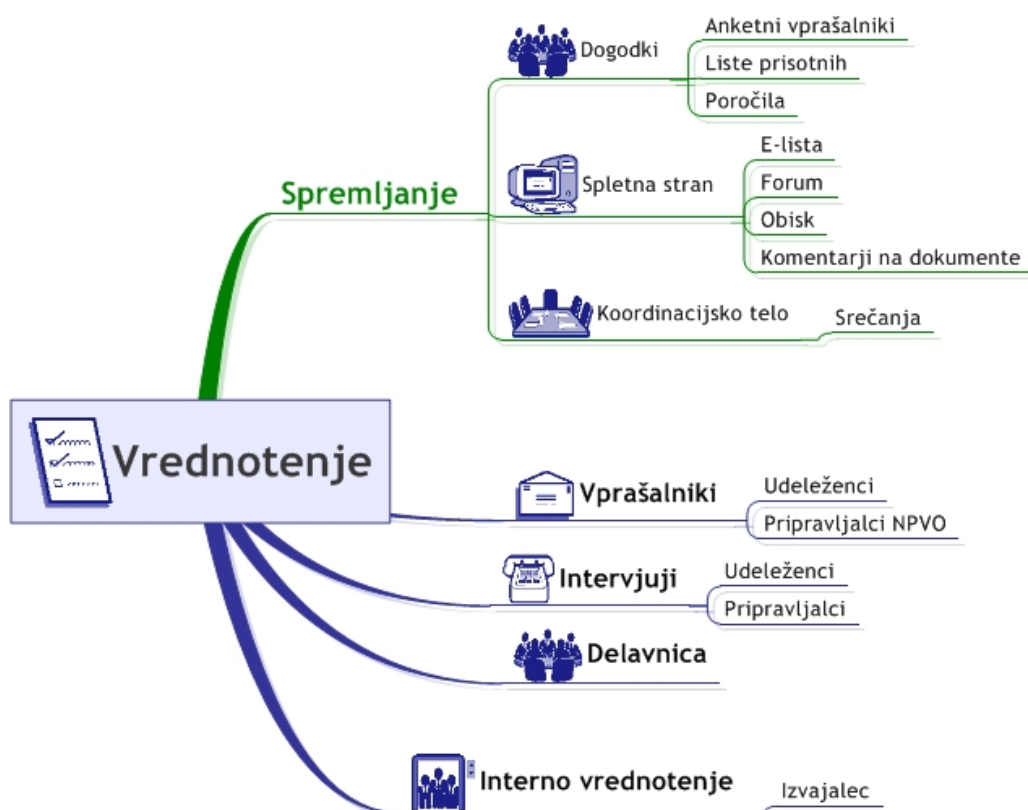 Vrednotenje
Spremljanje
Dogodki
Anketni vprašalniki
Liste prisotnih
Poročila
Spletna stran
E-lista
Forum
Obisk
Komentarji na dokumente
Koordinacijsko telo
Srečanja
Vprašalniki
Udeleženci
Pripravljalci NPVO
Intervjuji
Udeleženci
Pripravljalci
Delavnica
Interno vrednotenje
Izvajalec